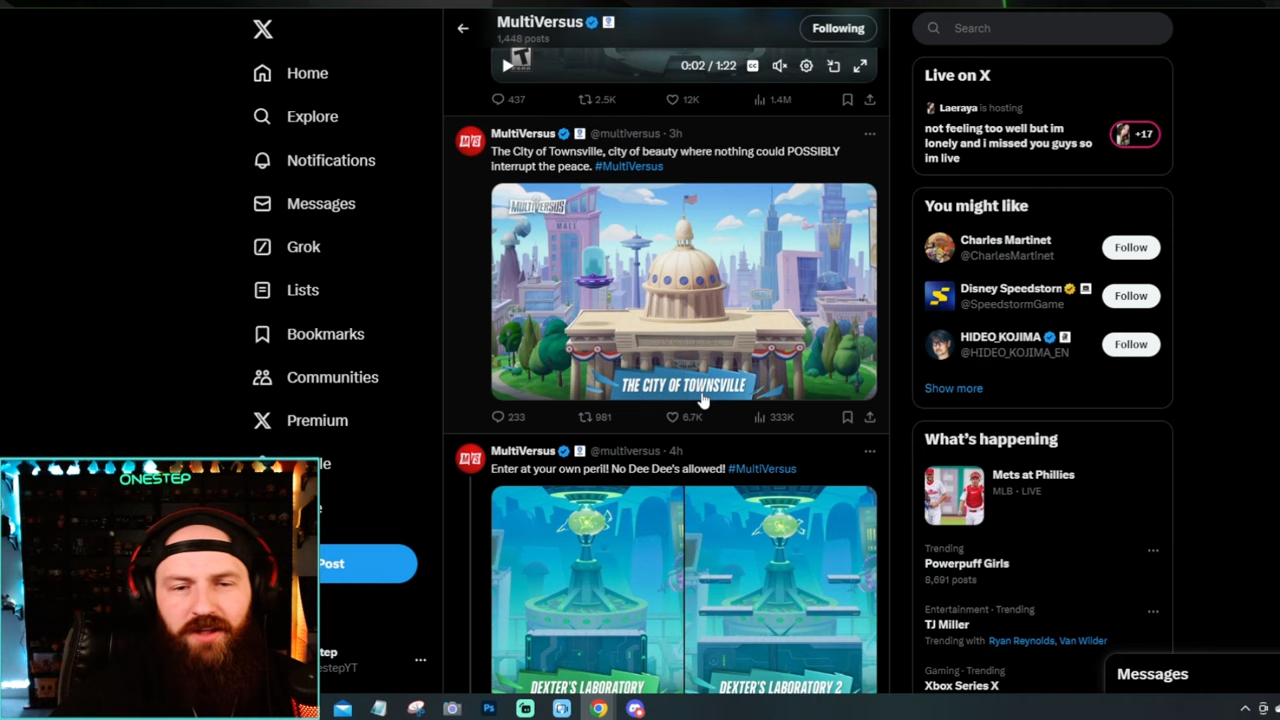 MultiVersus
1,448 posts
Following
Search
Home
Explore
Notifications
Messages
Grok
Lists
Bookmarks
Communities
Premium
Post
0:02 / 1:22
CC
437
2.5K
12K
1.4M
MultiVersus @multiversus · 3h
The City of Townsville, city of beauty where nothing could POSSIBLY
interrupt the peace. #MultiVersus
MULTIVERSUS
MALL
THE CITY OF TOWNSVILLE
233
981
6.7K
333K
MultiVersus @multiversus · 4h
Enter at your own peril! No Dee Dee's allowed! #MultiVersus
DEXTER'S LABORATORY
DEXTER'S LABORATORY 2
Live on X
Laeraya is hosting
not feeling too well but im
lonely and i missed you guys so
im live
+17
You might like
Charles Martinet
@CharlesMartinet
Follow
Disney Speedstorm
@SpeedstormGame
Follow
HIDEO_KOJIMA
@HIDEO_KOJIMA_EN
Follow
Show more
What's happening
Mets at Phillies
MLB · LIVE
Trending
Powerpuff Girls
8,691 posts
Entertainment · Trending
TJ Miller
Trending with Ryan Reynolds, Van Wilder
Gaming · Trending
Xbox Series X
Messages
ONESTEP
tep
estepYT
Ps